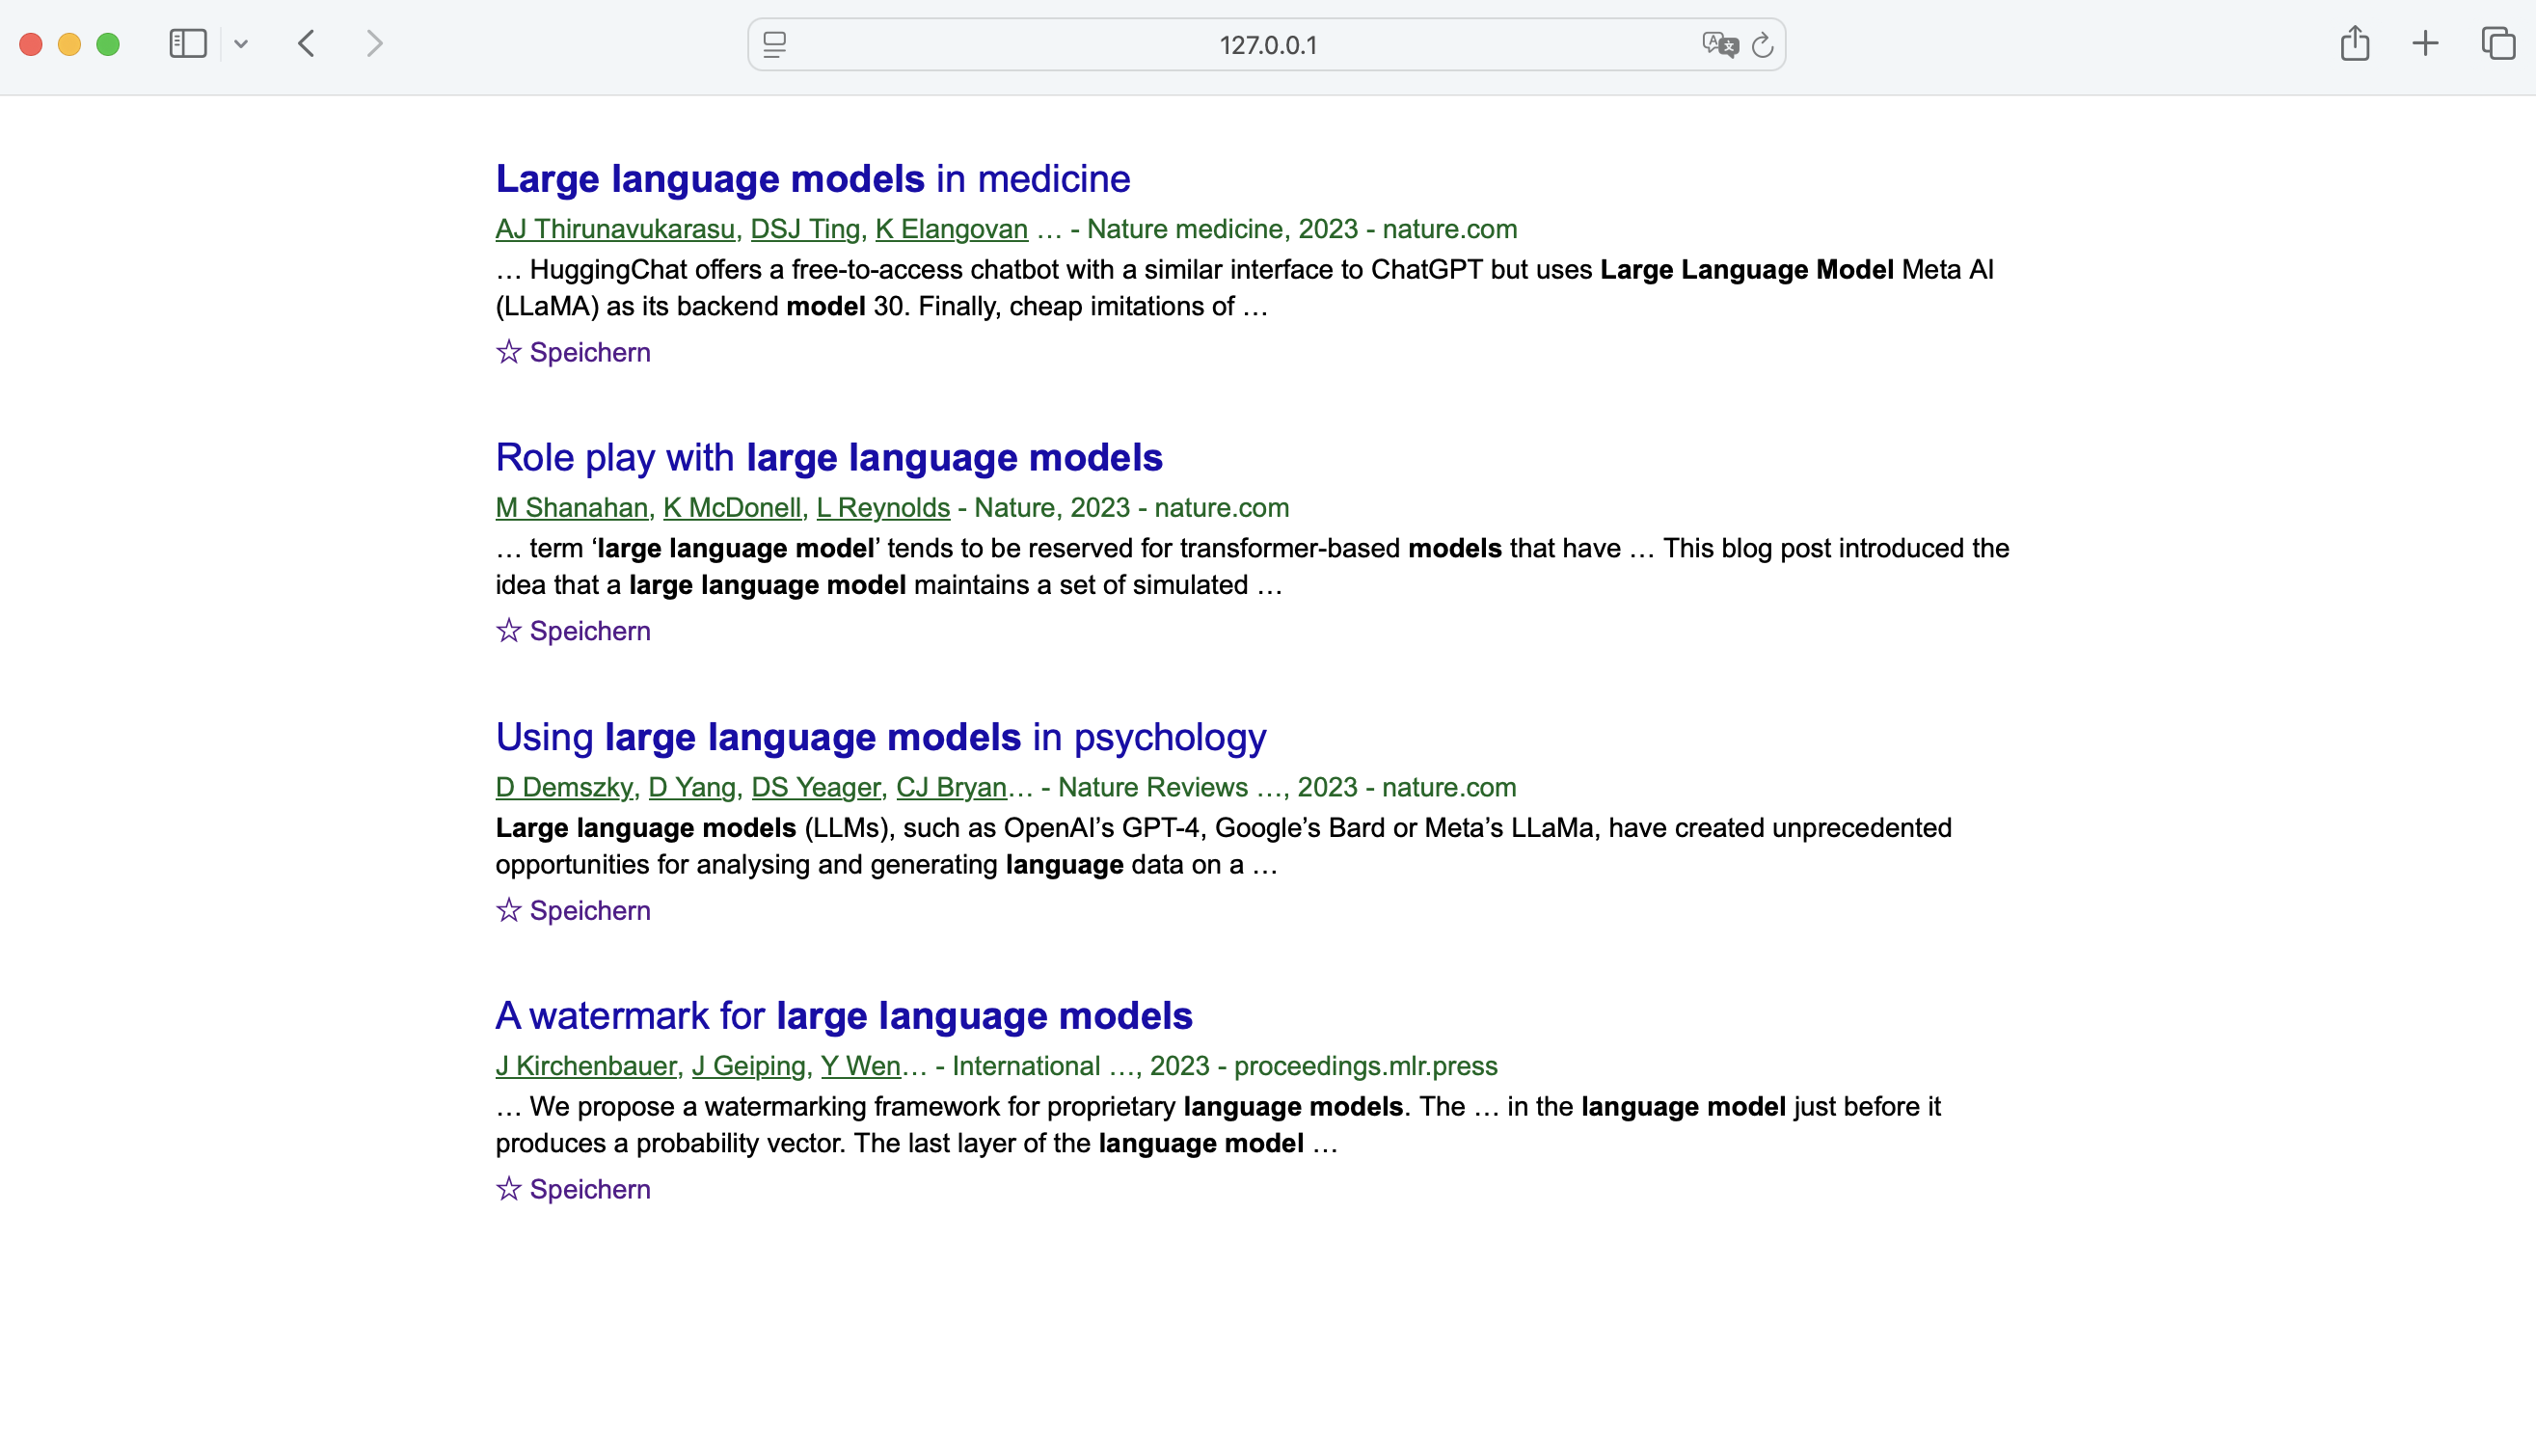 127.0.0.1
Large language models in medicine
AJ Thirunavukarasu, DSJ Ting, K Elangovan … - Nature medicine, 2023 - nature.com
… HuggingChat offers a free-to-access chatbot with a similar interface to ChatGPT but uses Large Language Model Meta AI
(LLaMA) as its backend model 30. Finally, cheap imitations of …
☆ Speichern
Role play with large language models
M Shanahan, K McDonell, L Reynolds - Nature, 2023 - nature.com
… term ‘large language model’ tends to be reserved for transformer-based models that have … This blog post introduced the
idea that a large language model maintains a set of simulated …
☆ Speichern
Using large language models in psychology
D Demszky, D Yang, DS Yeager, CJ Bryan… - Nature Reviews …, 2023 - nature.com
Large language models (LLMs), such as OpenAI’s GPT-4, Google’s Bard or Meta’s LLaMa, have created unprecedented
opportunities for analysing and generating language data on a …
☆ Speichern
A watermark for large language models
J Kirchenbauer, J Geiping, Y Wen… - International …, 2023 - proceedings.mlr.press
… We propose a watermarking framework for proprietary language models. The … in the language model just before it
produces a probability vector. The last layer of the language model …
☆ Speichern